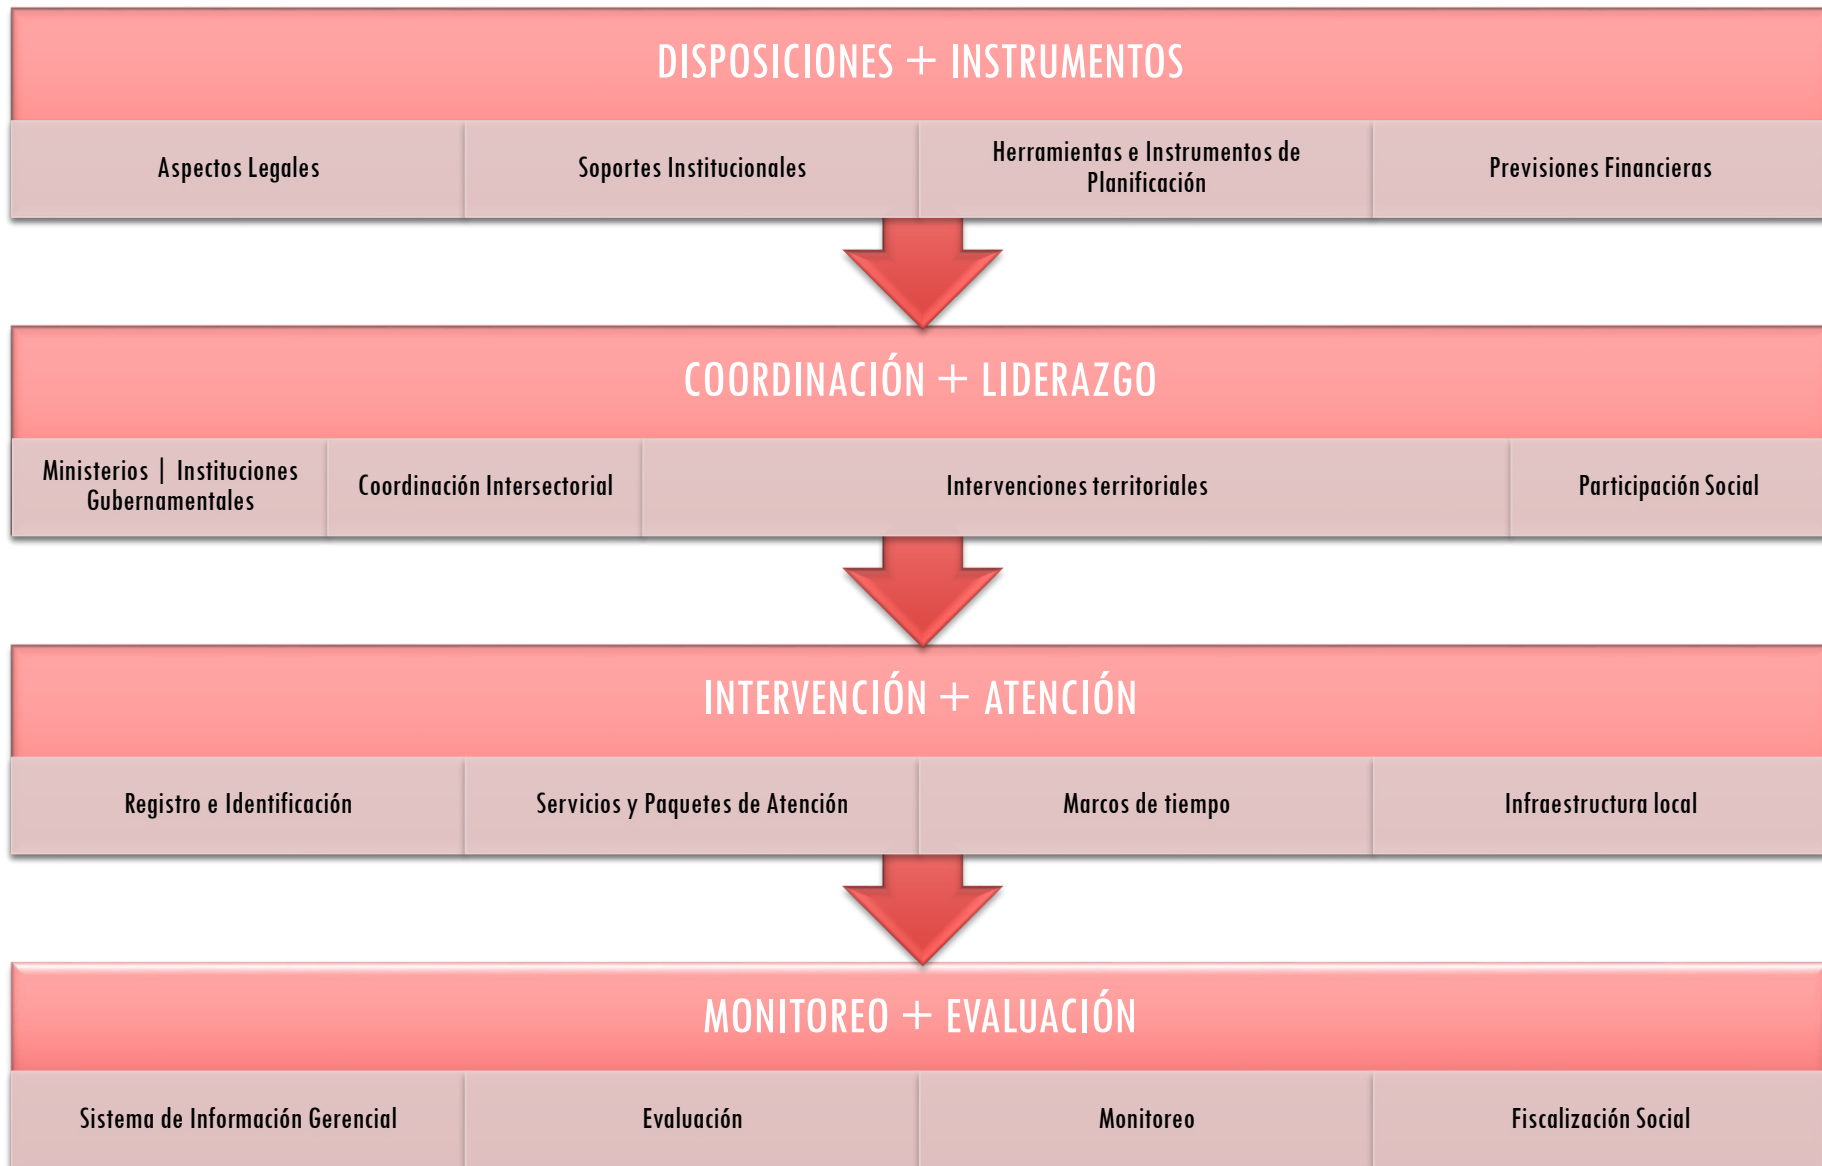 DISPOSICIONES + INSTRUMENTOS
Aspectos Legales
Soportes Institucionales
Herramientas e Instrumentos de
Planificación
Previsiones Financieras
COORDINACIÓN + LIDERAZGO
Ministerios | Instituciones
Gubernamentales
Coordinación Intersectorial
Intervenciones territoriales
Participación Social
INTERVENCIÓN + ATENCIÓN
Registro e Identificación
Servicios y Paquetes de Atención
Marcos de tiempo
Infraestructura local
MONITOREO + EVALUACIÓN
Sistema de Información Gerencial
Evaluación
Monitoreo
Fiscalización Social